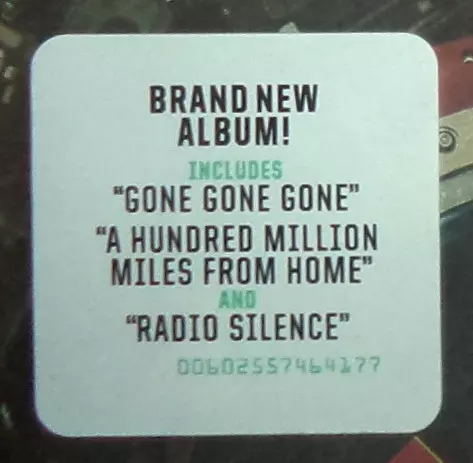 BRAND NEW
ALBUM!
INCLUDES
“GONE GONE GONE”
“A HUNDRED MILLION
MILES FROM HOME”
AND
“RADIO SILENCE”
00602557464177